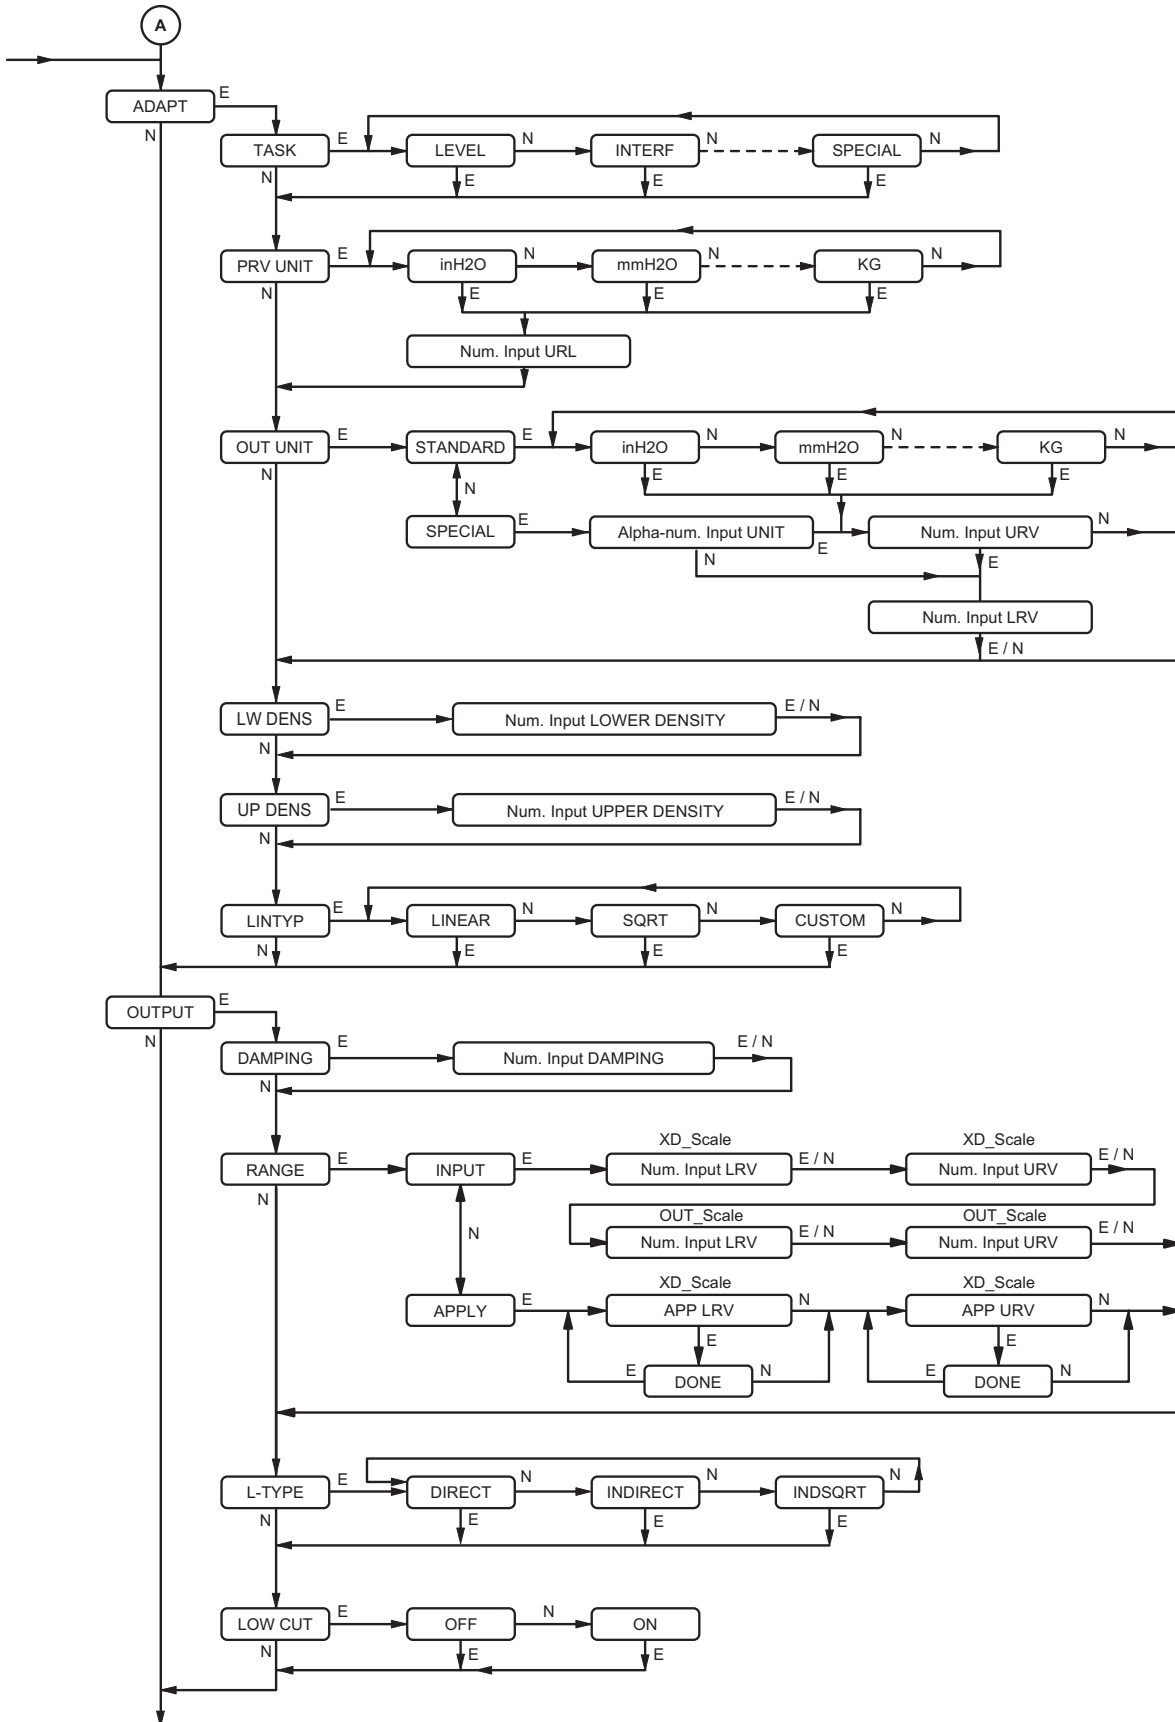 A
ADAPT E
N
TASK E LEVEL N INTERF N SPECIAL N
N E E E
PRV UNIT E inH2O N mmH2O N KG N
N E E E
Num. Input URL
OUT UNIT E STANDARD E inH2O N mmH2O N KG N
N E E E
N
SPECIAL E Alpha-num. Input UNIT E Num. Input URV N
N E
Num. Input LRV
E / N
LW DENS E Num. Input LOWER DENSITY E / N
N
UP DENS E Num. Input UPPER DENSITY E / N
N
LINTYP E LINEAR N SQRT N CUSTOM N
N E E E
OUTPUT E
N
DAMPING E Num. Input DAMPING E / N
N
XD_Scale XD_Scale
RANGE E INPUT E Num. Input LRV E / N Num. Input URV E / N
N
OUT_Scale OUT_Scale
N Num. Input LRV E / N Num. Input URV E / N
XD_Scale XD_Scale
APPLY E APP LRV N APP URV N
E E
E DONE N E DONE N
L-TYPE E DIRECT N INDIRECT N INDSQRT N
N E E E
LOW CUT E OFF N ON
N E E